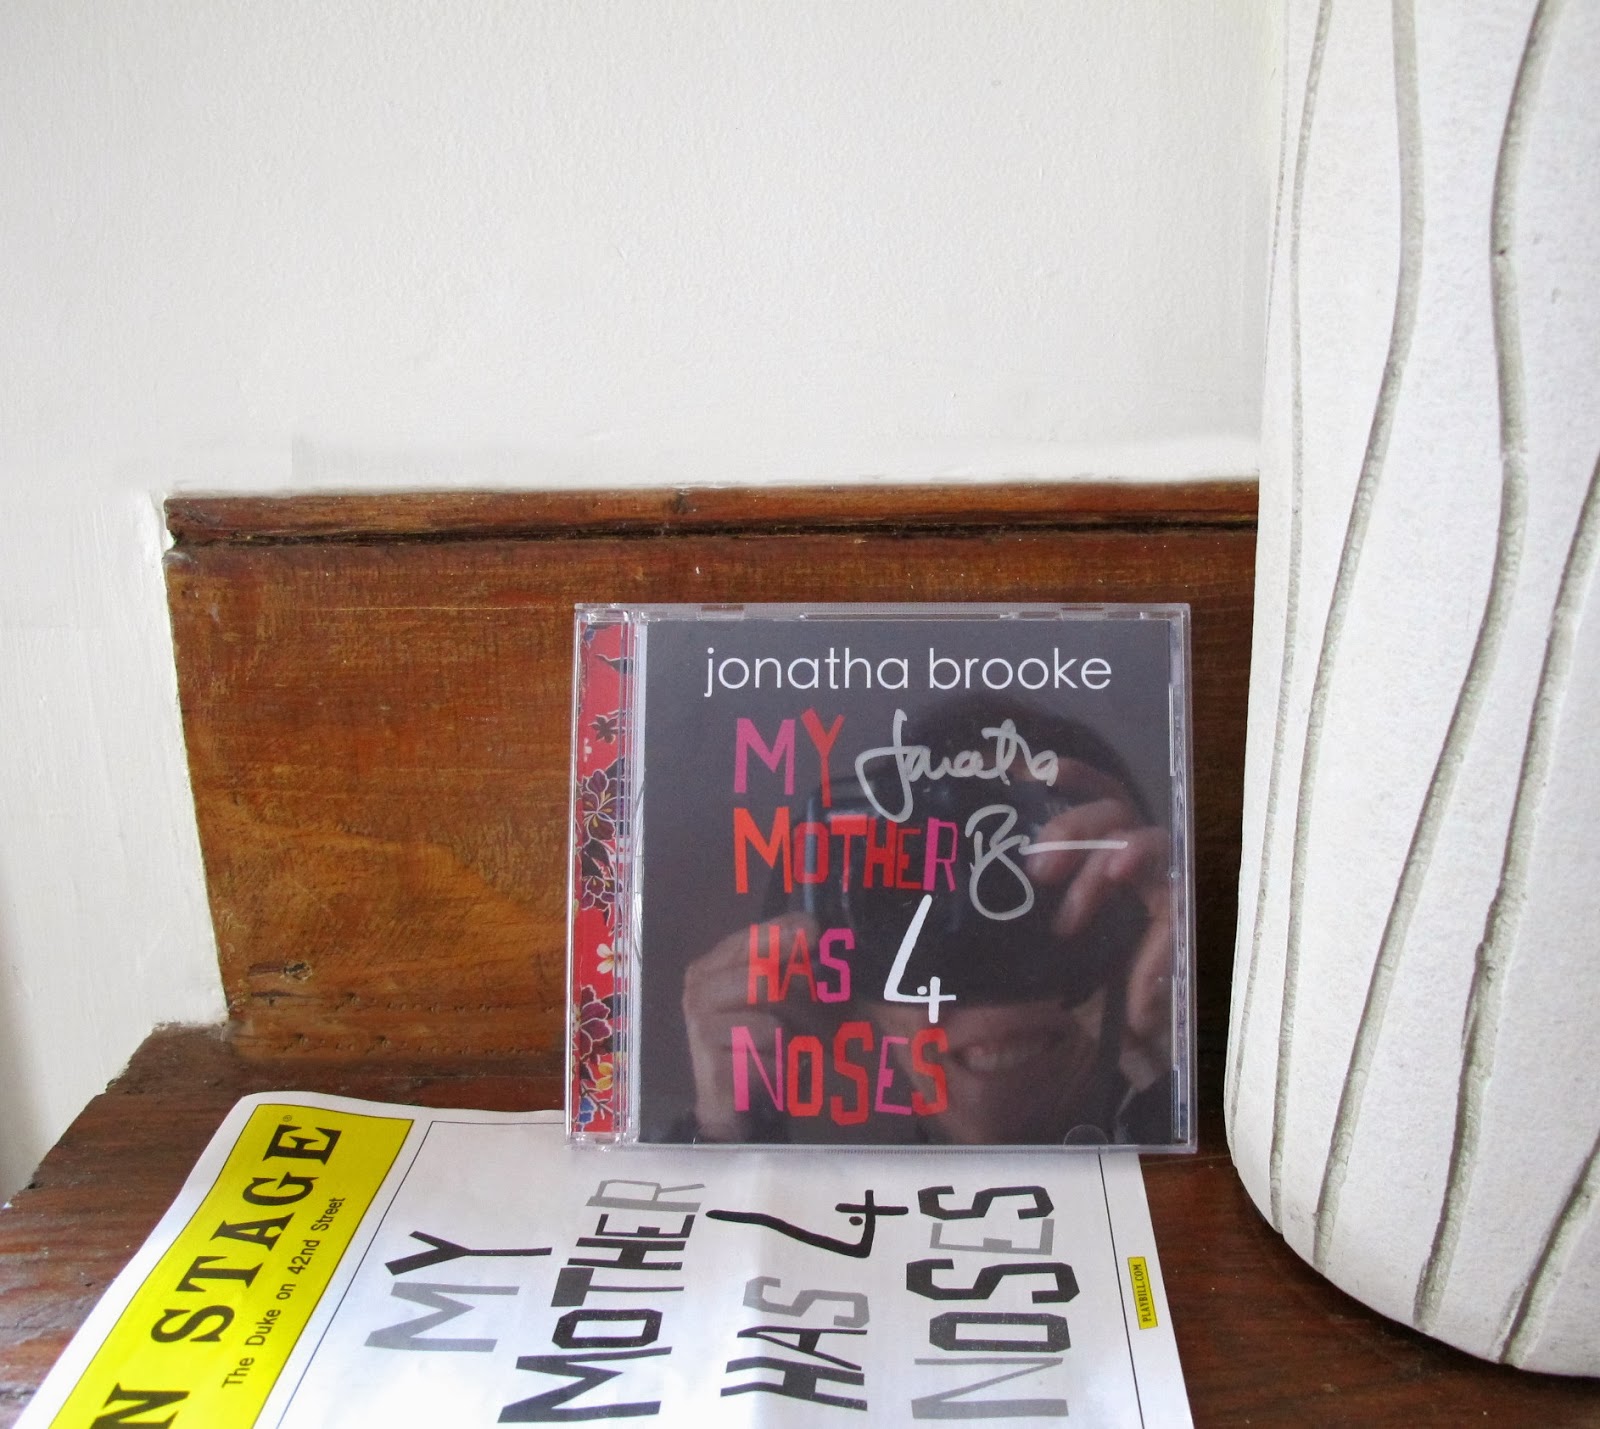 jonatha brooke
MY
MOTHER
HAS 4
NOSES
Jonatha
N STAGE®
The Duke on 42nd Street
MY
MOTHER
HAS 4
NOSES
PLAYBILL.COM